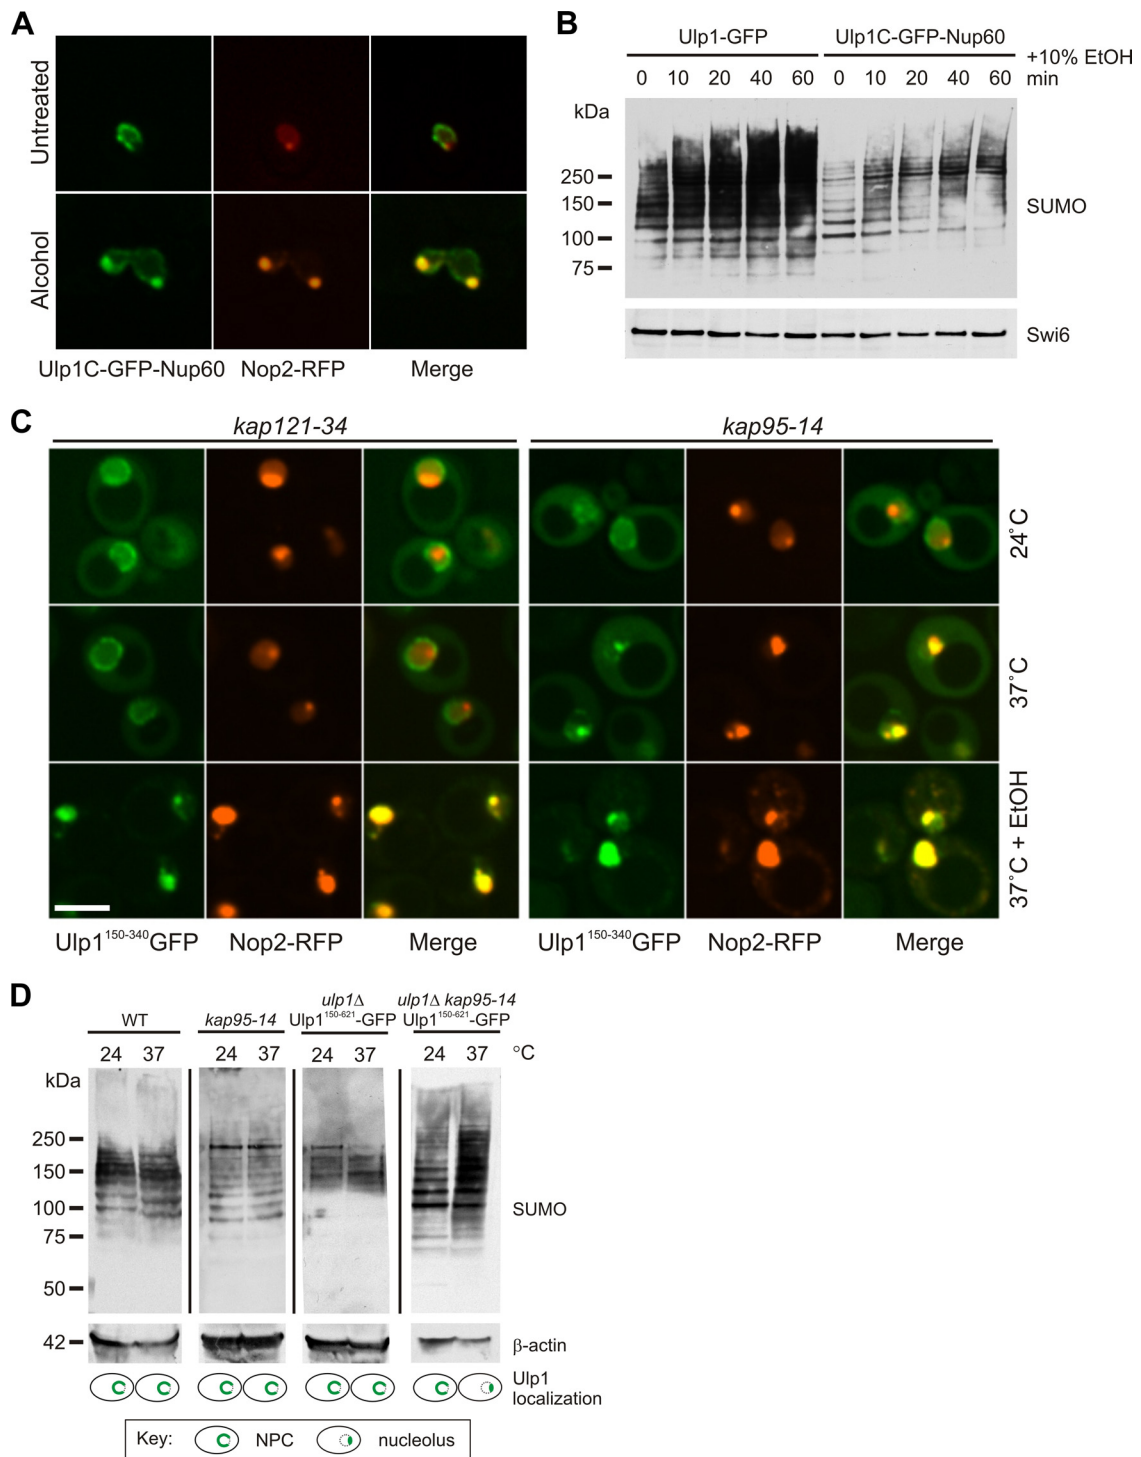 A
Untreated
Alcohol
Ulp1C-GFP-Nup60 Nop2-RFP Merge
B
Ulp1-GFP Ulp1C-GFP-Nup60
+10% EtOH
0 10 20 40 60 0 10 20 40 60 min
kDa
250
150
100
75
SUMO
Swi6
C
kap121-34 kap95-14
24°C
37°C
37°C + EtOH
Ulp1150-340GFP Nop2-RFP Merge Ulp1150-340GFP Nop2-RFP Merge
D
WT kap95-14 ulp1Δ ulp1Δ kap95-14
Ulp1150-621-GFP Ulp1150-621-GFP
24 37 24 37 24 37 24 37 °C
kDa
250
150
100
75
50
SUMO
42
β-actin
Ulp1
localization
Key: NPC nucleolus